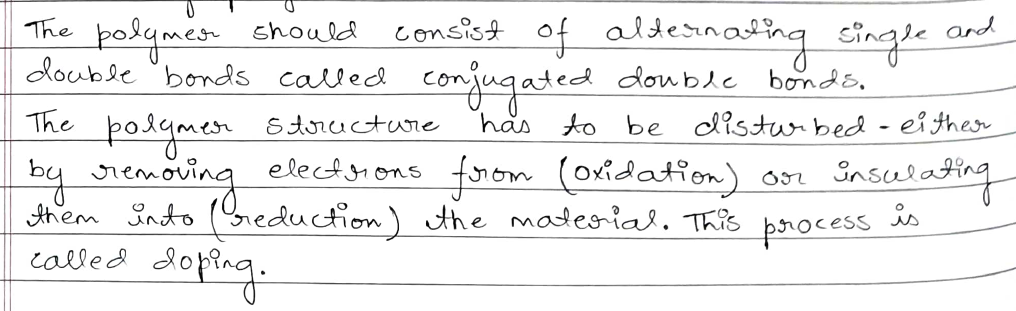 The polymer should consist of alternating single and
double bonds called conjugated double bonds.
The polymer structure has to be disturbed - either
by removing electrons from (oxidation) or insulating
them into (reduction) the material. This process is
called doping.